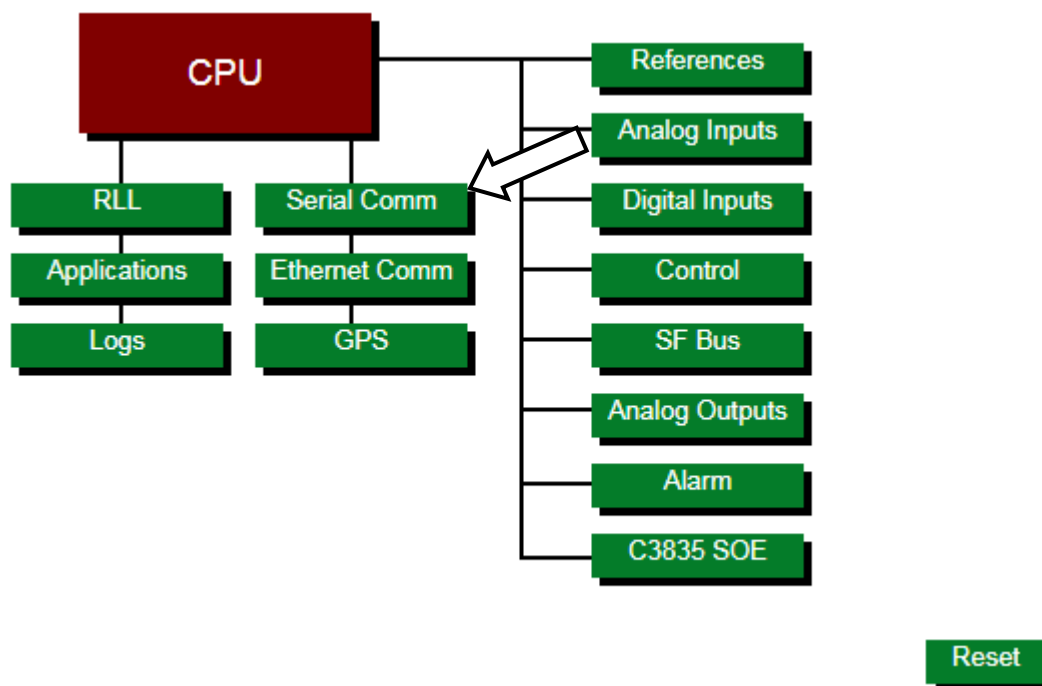 CPU
RLL
Applications
Logs
Serial Comm
Ethernet Comm
GPS
References
Analog Inputs
Digital Inputs
Control
SF Bus
Analog Outputs
Alarm
C3835 SOE
Reset